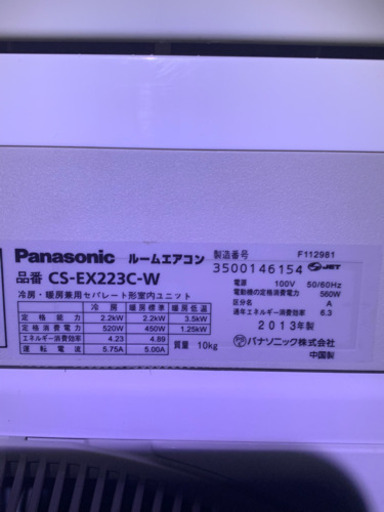 Panasonic ルームエアコン
品番 CS-EX223C-W
冷房・暖房兼用セパレート形室内ユニット
冷房 暖房標準 暖房低温
定格能力 2.2kW 2.2kW 3.5kW
定格消費電力 520W 450W 1.25kW
エネルギー消費効率 4.23 4.89
運転電流 5.75A 5.00A
質量 10kg
製造番号 F112981
3500146154 JET
電源 100V 50/60Hz
電動機の定格消費電力 560W
区分名 A
通年エネルギー消費効率 6.3
2013年製
パナソニック株式会社
中国製